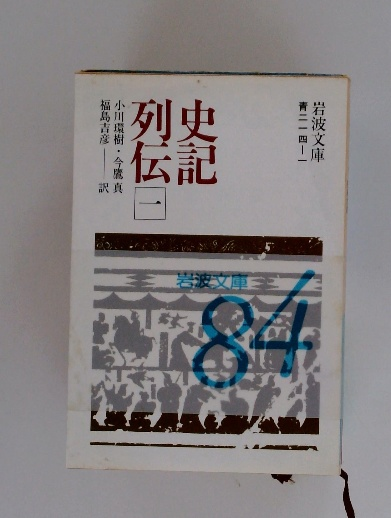 岩波文庫
青二一四-一
史記
列伝
一
小川環樹・今鷹 真
福島吉彦——訳
岩波文庫
84